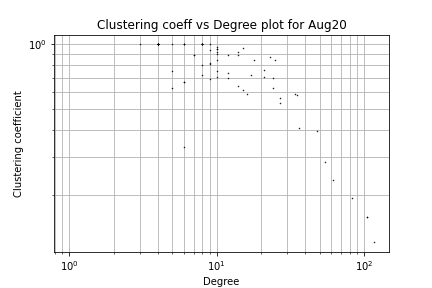 Clustering coeff vs Degree plot for Aug20
10⁰
Clustering coefficient
10⁰ 10¹ 10²
Degree